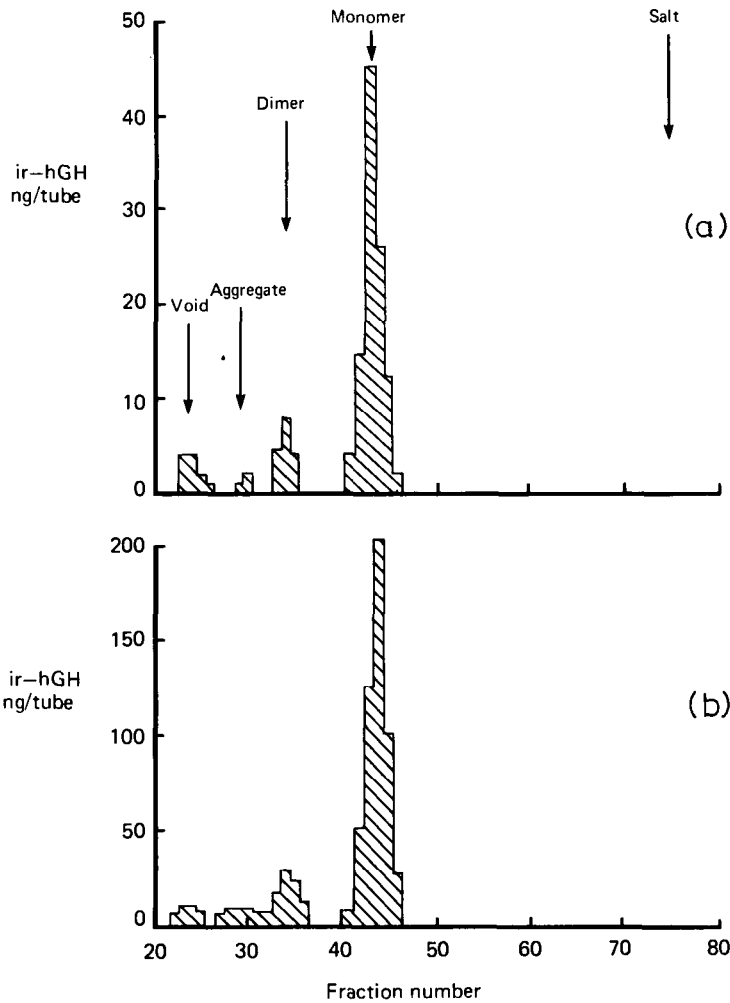 50
Monomer
Salt
40
Dimer
ir-hGH
ng/tube
30
(a)
20
Void
Aggregate
10
0
200
150
ir-hGH
ng/tube
(b)
100
50
0
20
30
40
50
60
70
80
Fraction number